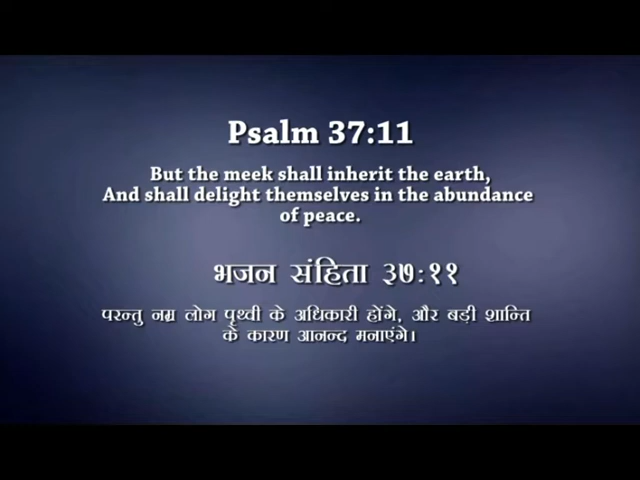 Psalm 37:11
But the meek shall inherit the earth,
And shall delight themselves in the abundance
of peace.
भजन संहिता ३७:११
परन्तु नम्र लोग पृथ्वी के अधिकारी होंगे, और बड़ी शान्ति
के कारण आनन्द मनाएंगे।